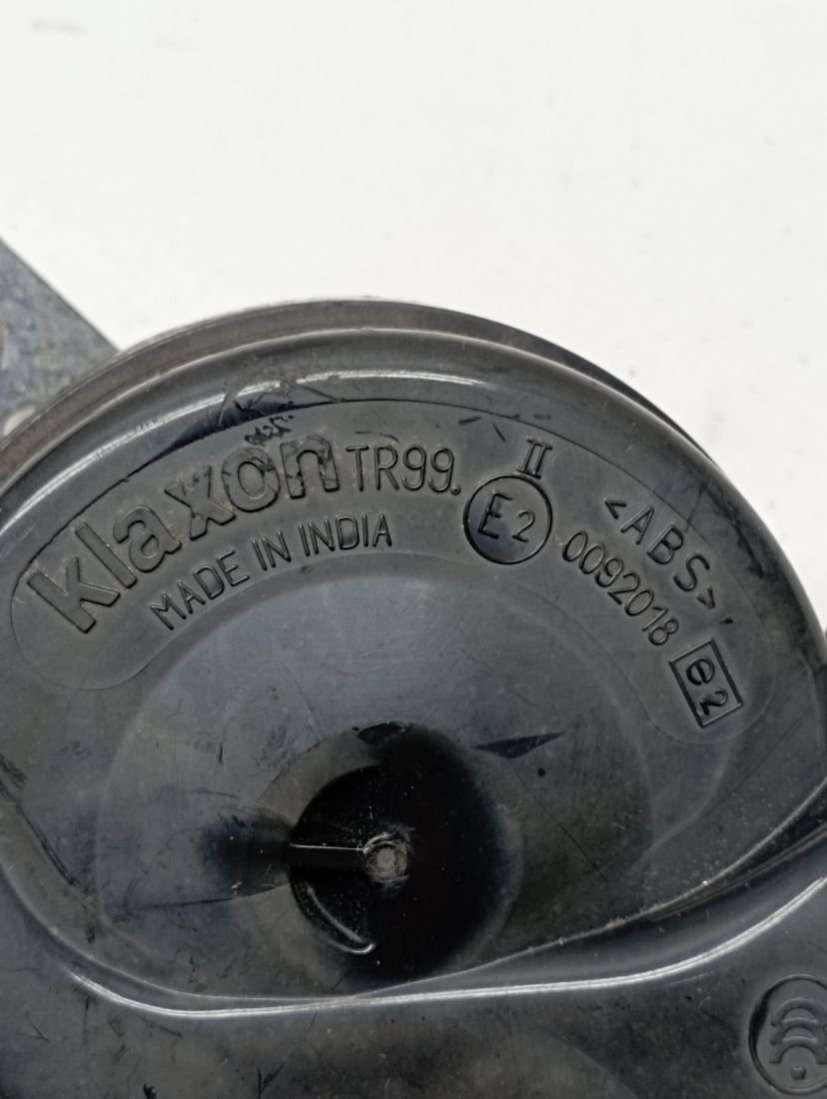 klaxon TR99.
MADE IN INDIA
II
E2
<ABS>
0092018
e2